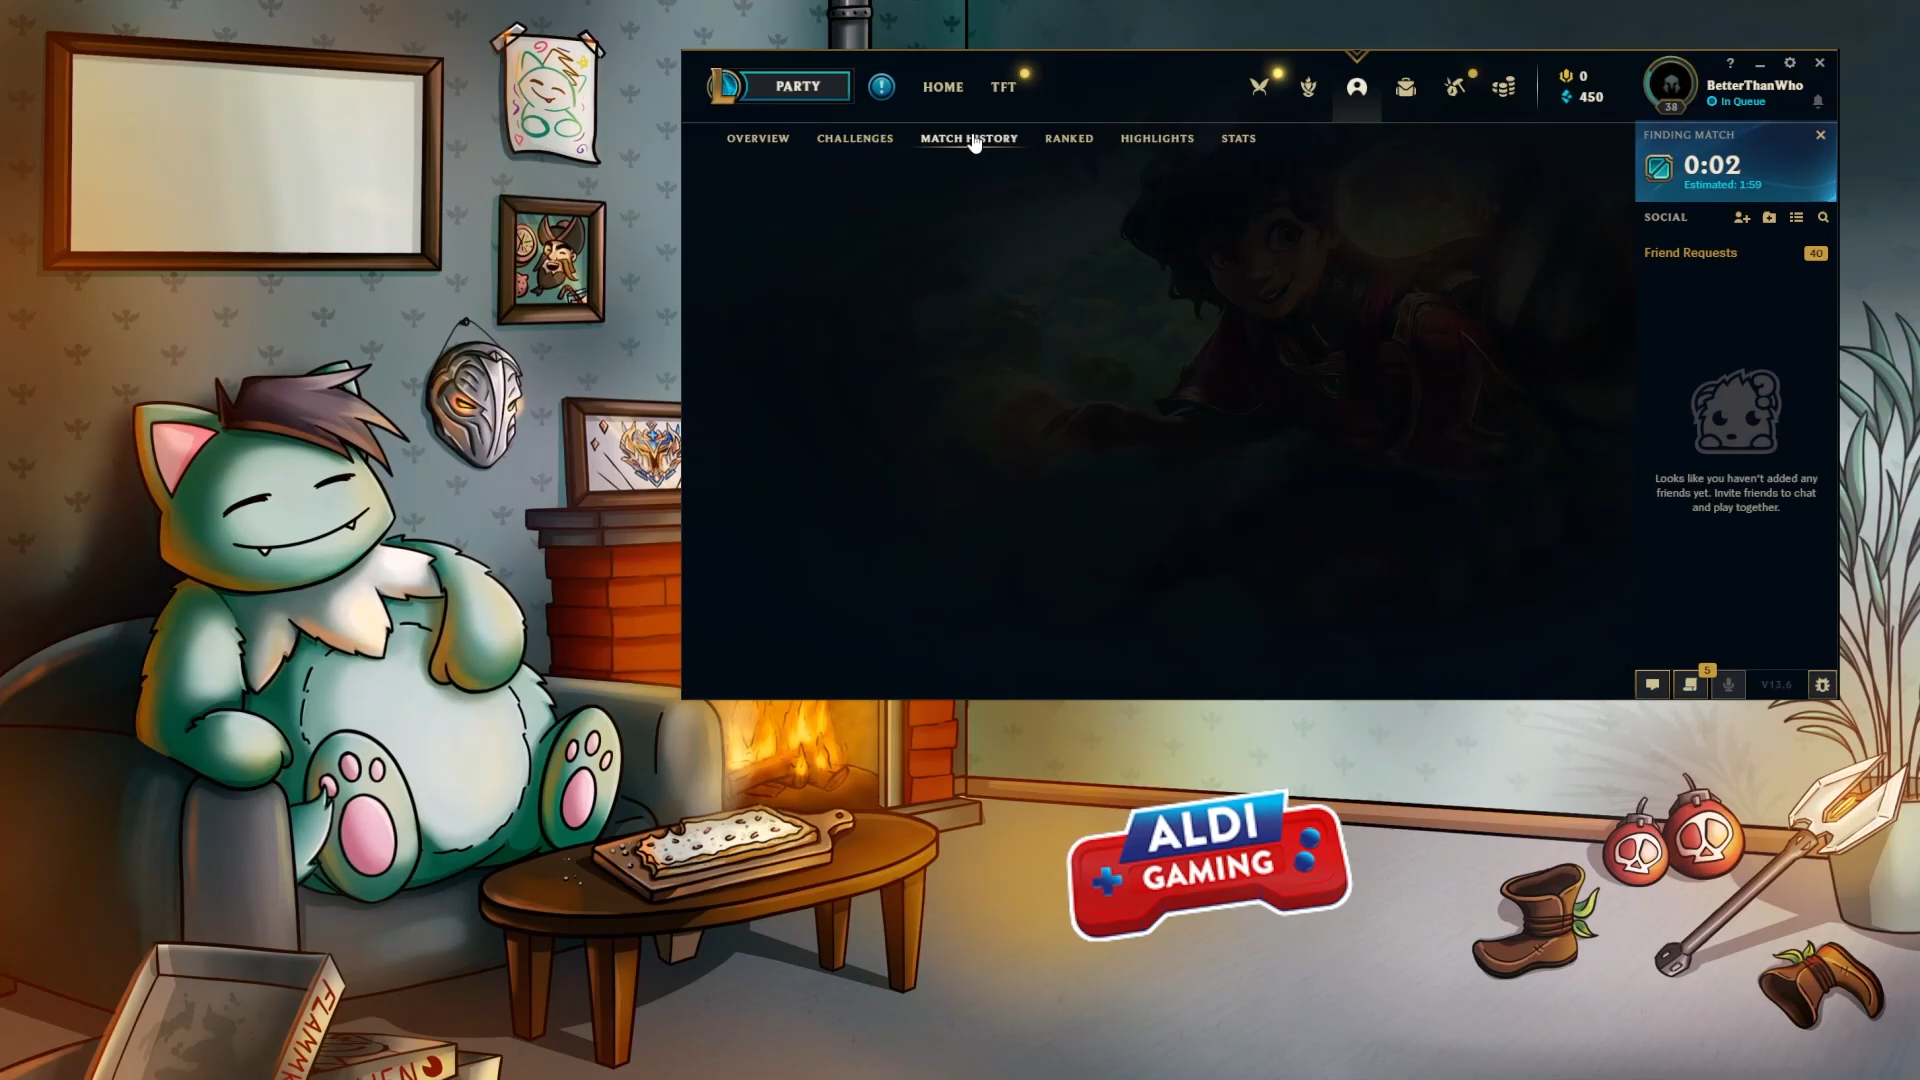 PARTY
HOME
TFT
0
450
38
BetterThanWho
In Queue
OVERVIEW
CHALLENGES
MATCH HISTORY
RANKED
HIGHLIGHTS
STATS
FINDING MATCH
0:02
Estimated: 1:59
SOCIAL
Friend Requests
40
Looks like you haven't added any
friends yet. Invite friends to chat
and play together.
5
V13.6
ALDI
GAMING